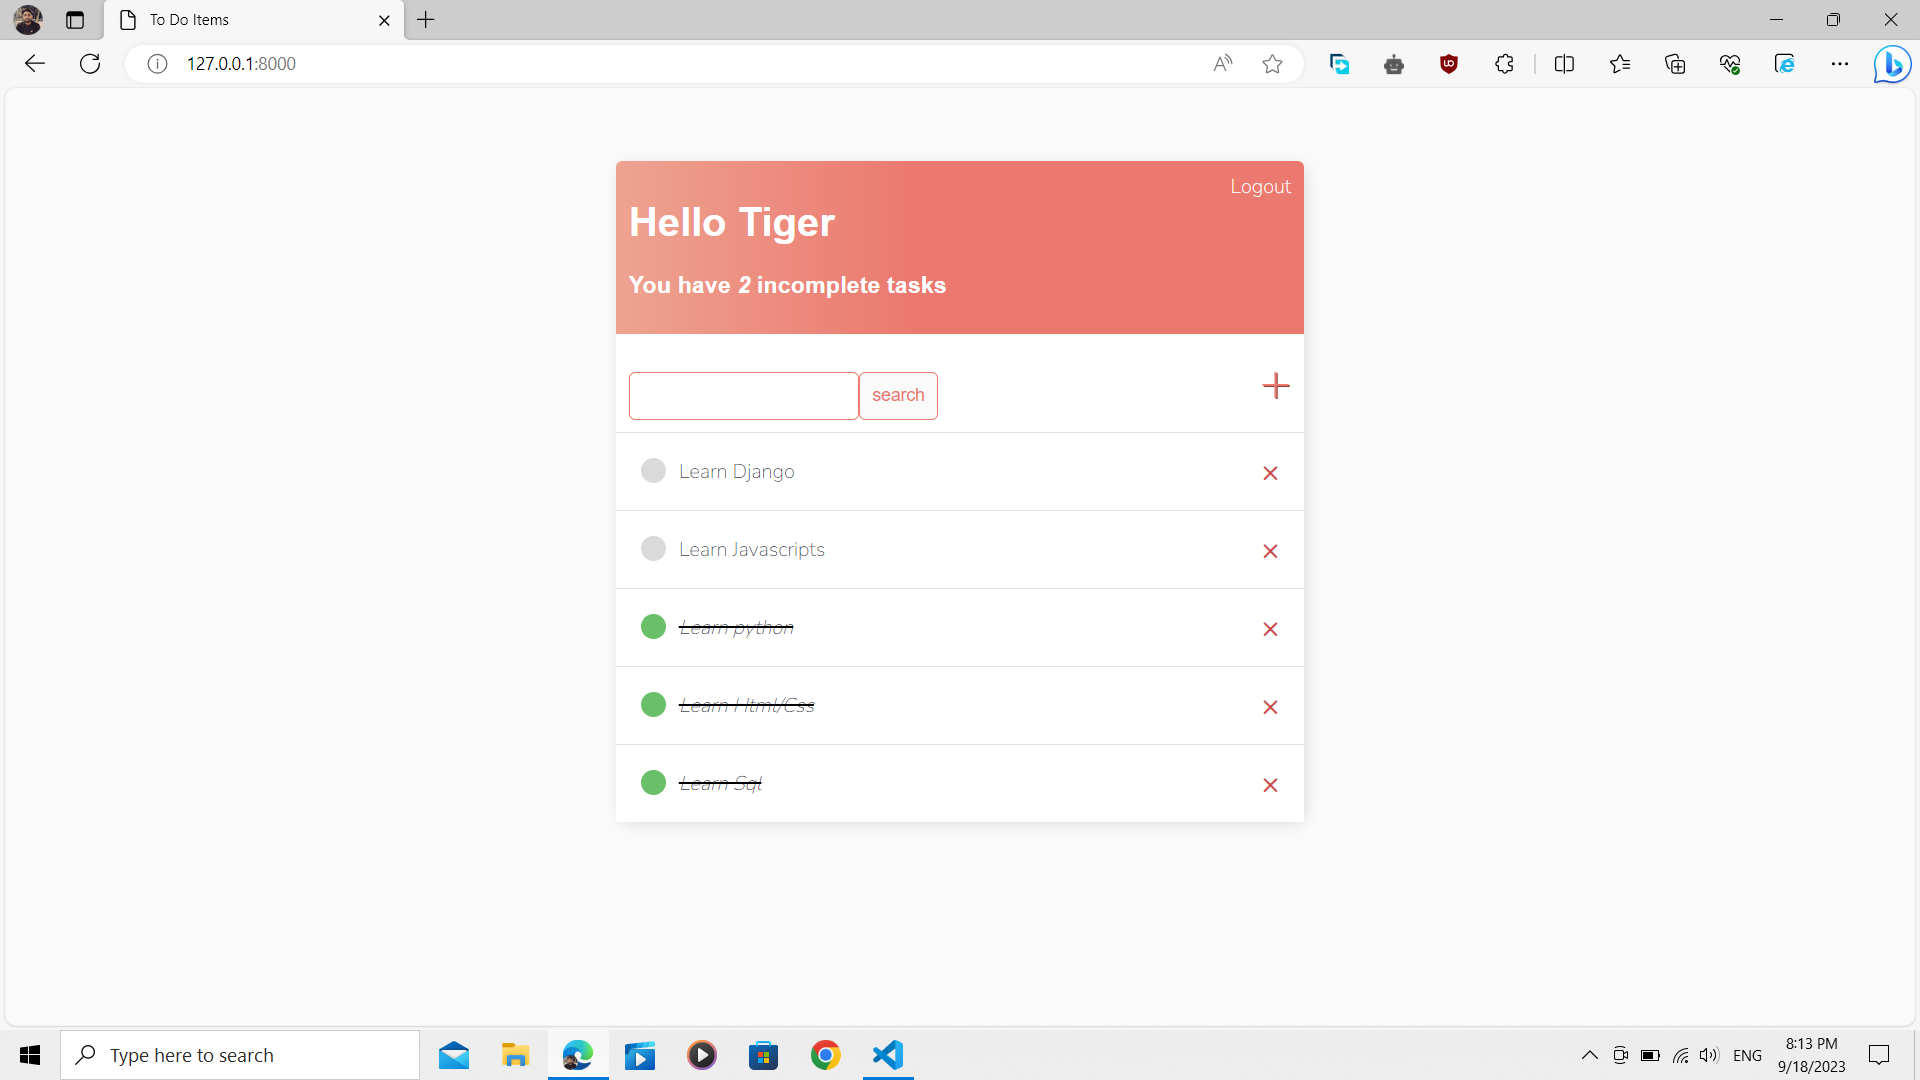 To Do Items
127.0.0.1:8000
Logout
Hello Tiger
You have 2 incomplete tasks
search
Learn Django
Learn Javascripts
Learn python
Learn Html/Css
Learn Sql
Type here to search
ENG
8:13 PM
9/18/2023